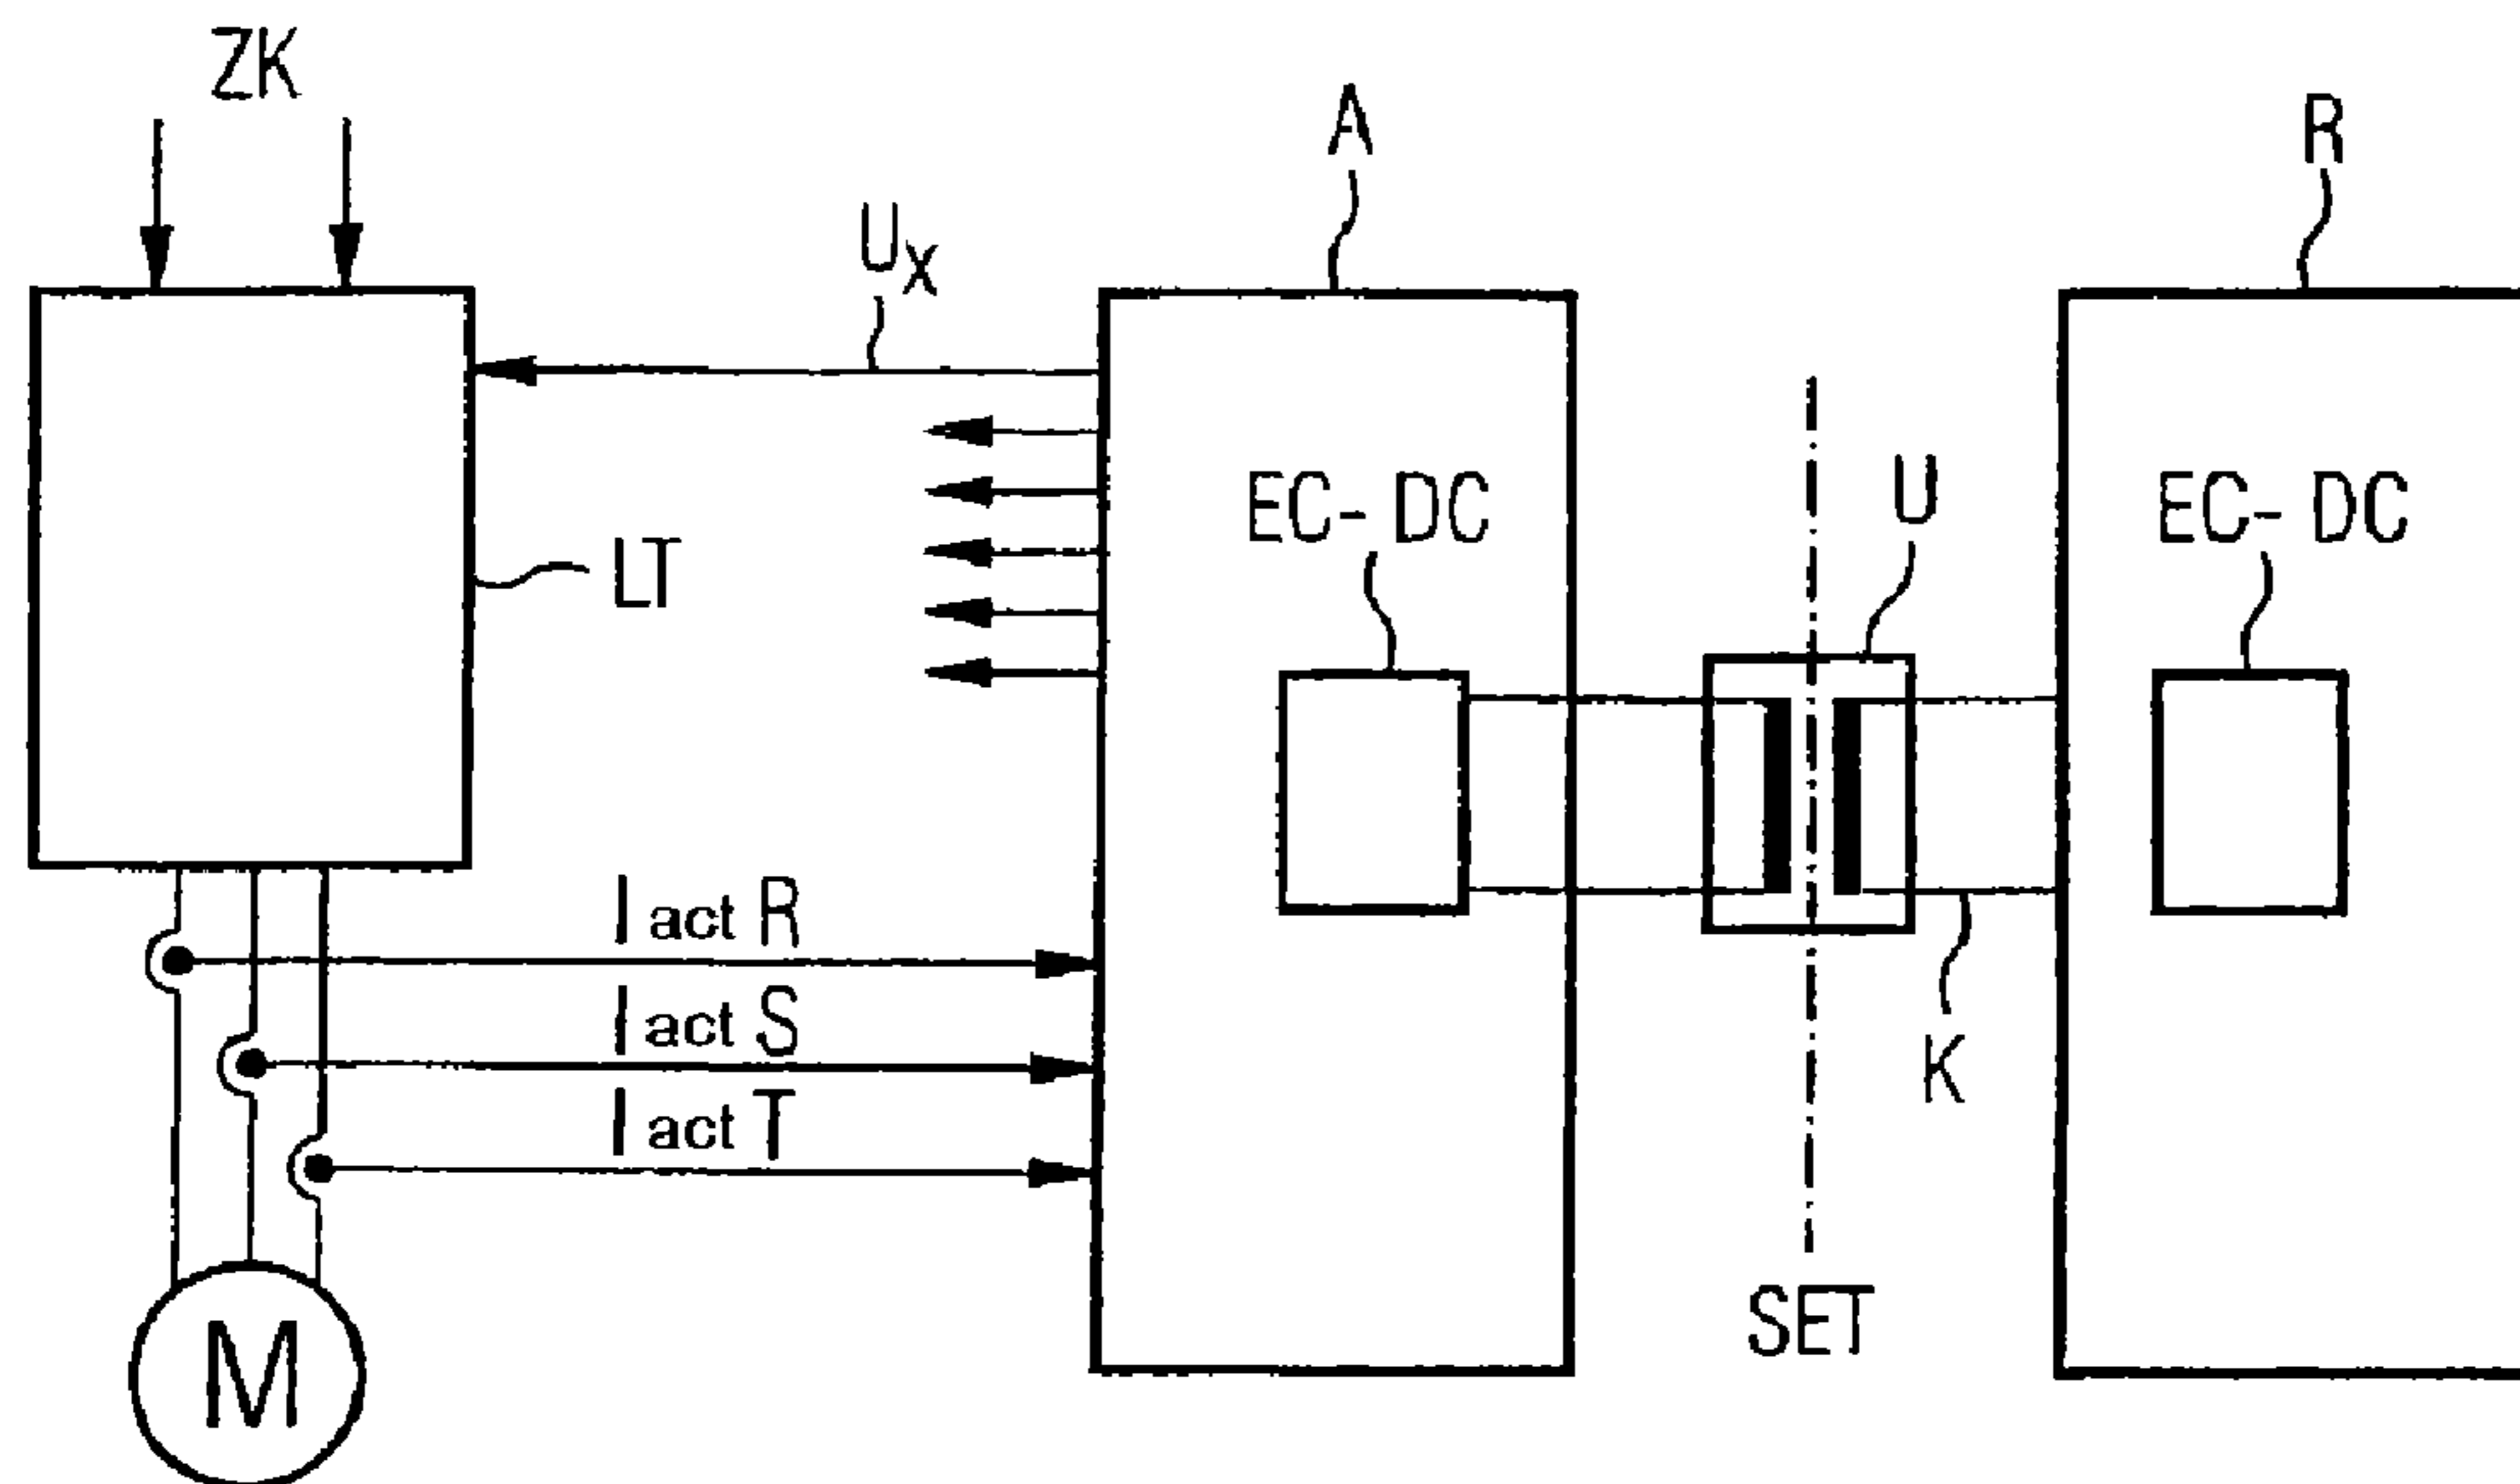 ZK
A
R
UX
EC- DC
U
EC- DC
LT
I act R
I act S
K
I act T
SET
M